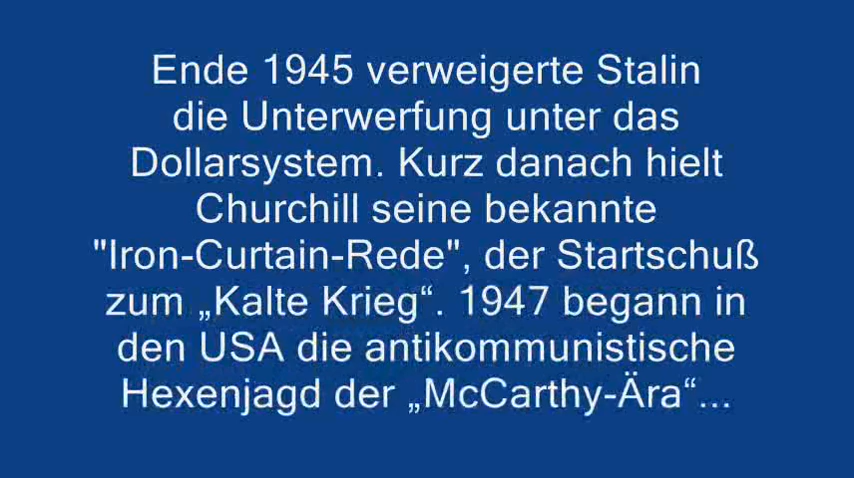 Ende 1945 verweigerte Stalin
die Unterwerfung unter das
Dollarsystem. Kurz danach hielt
Churchill seine bekannte
"Iron-Curtain-Rede", der Startschuß
zum „Kalte Krieg“. 1947 begann in
den USA die antikommunistische
Hexenjagd der „McCarthy-Ära“...